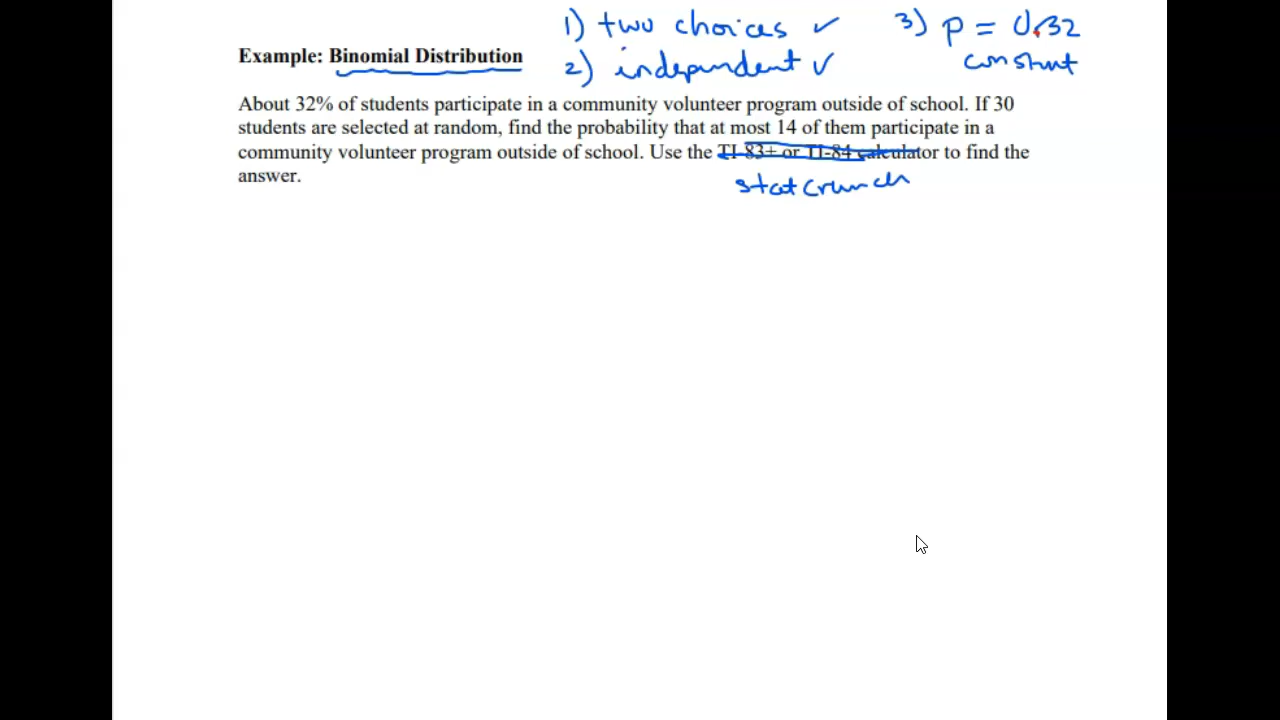 1) two choices ✓ 3) p = 0.32
Example: Binomial Distribution 2) independent ✓ constant
About 32% of students participate in a community volunteer program outside of school. If 30
students are selected at random, find the probability that at most 14 of them participate in a
community volunteer program outside of school. Use the TI-83+ or TI-84 calculator to find the
answer.
statcrunch